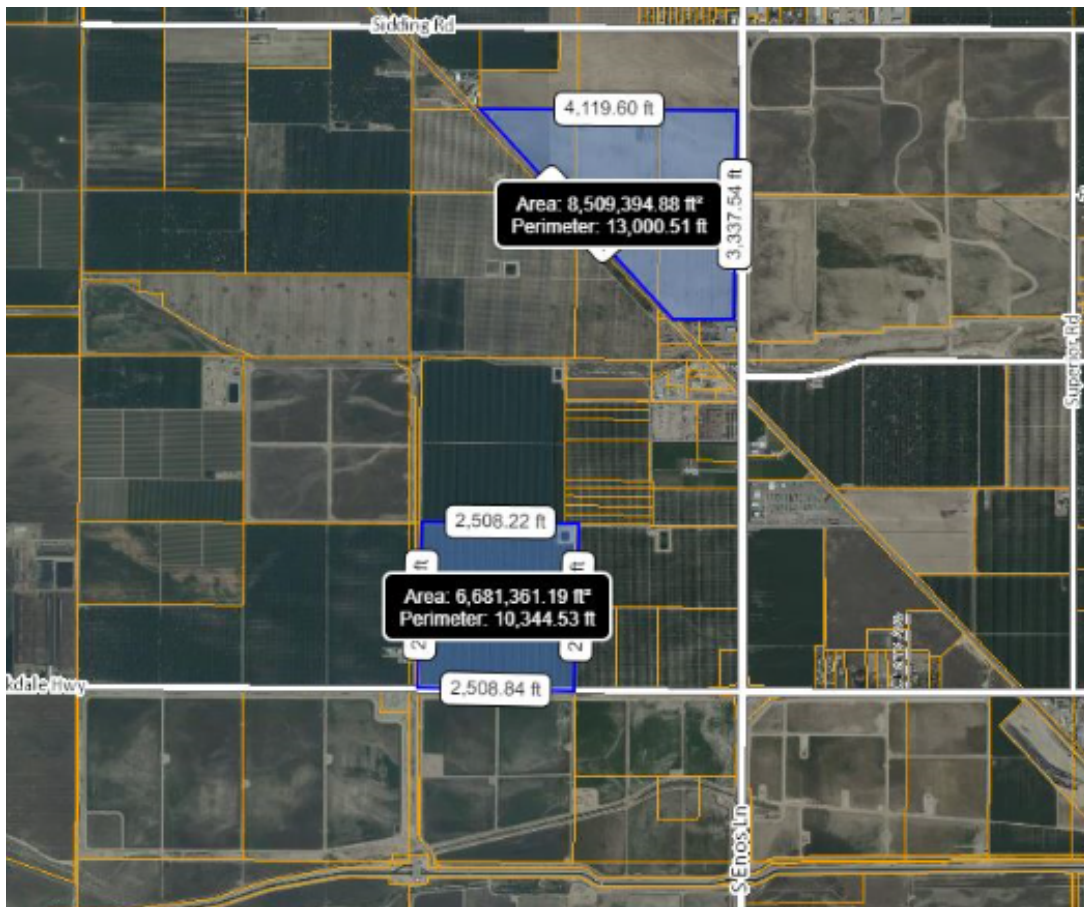 Sidding Rd
4,119.60 ft
Area: 8,509,394.88 ft²
Perimeter: 13,000.51 ft
3,337.54 ft
Superior Rd
2,508.22 ft
Area: 6,681,361.19 ft²
Perimeter: 10,344.53 ft
kdale Hwy
2,508.84 ft
S Enos Ln